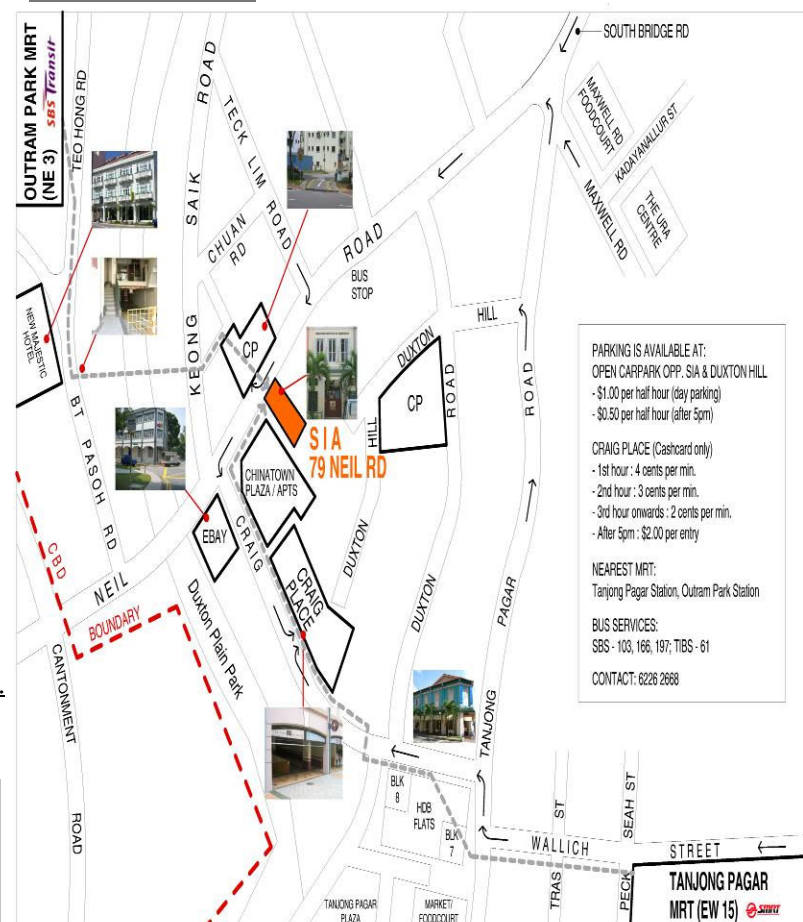 OUTRAM PARK MRT
(NE 3)
SBS Transit
TEO HONG RD
KEONG SAIK ROAD
TECK LIM ROAD
CHUAN
RD
NEIL ROAD
SOUTH BRIDGE RD
MAXWELL RD
FOODCOURT
KADAYANALLUR ST
THE URA
CENTRE
MAXWELL RD
BUS
STOP
NEW MAJESTIC
HOTEL
BT PASOH RD
CP
SIA
79 NEIL RD
DUXTON HILL
DUXTON HILL
CP
DUXTON ROAD
TANJONG PAGAR ROAD
CHINATOWN
PLAZA / APTS
EBAY
CRAIG
CRAIG
PLACE
CBD
BOUNDARY
Duxton Plain Park
CANTONMENT ROAD
PARKING IS AVAILABLE AT:
OPEN CARPARK OPP. SIA & DUXTON HILL
- $1.00 per half hour (day parking)
- $0.50 per half hour (after 5pm)
CRAIG PLACE (Cashcard only)
- 1st hour : 4 cents per min.
- 2nd hour : 3 cents per min.
- 3rd hour onwards : 2 cents per min.
- After 5pm : $2.00 per entry
NEAREST MRT:
Tanjong Pagar Station, Outram Park Station
BUS SERVICES:
SBS - 103, 166, 197; TIBS - 61
CONTACT: 6226 2668
BLK
8
HDB
FLATS
BLK
7
WALLICH STREET
TRAS ST
PECK SEAH ST
TANJONG PAGAR
PLAZA
MARKET/
FOODCOURT
TANJONG PAGAR
MRT (EW 15) SMRT